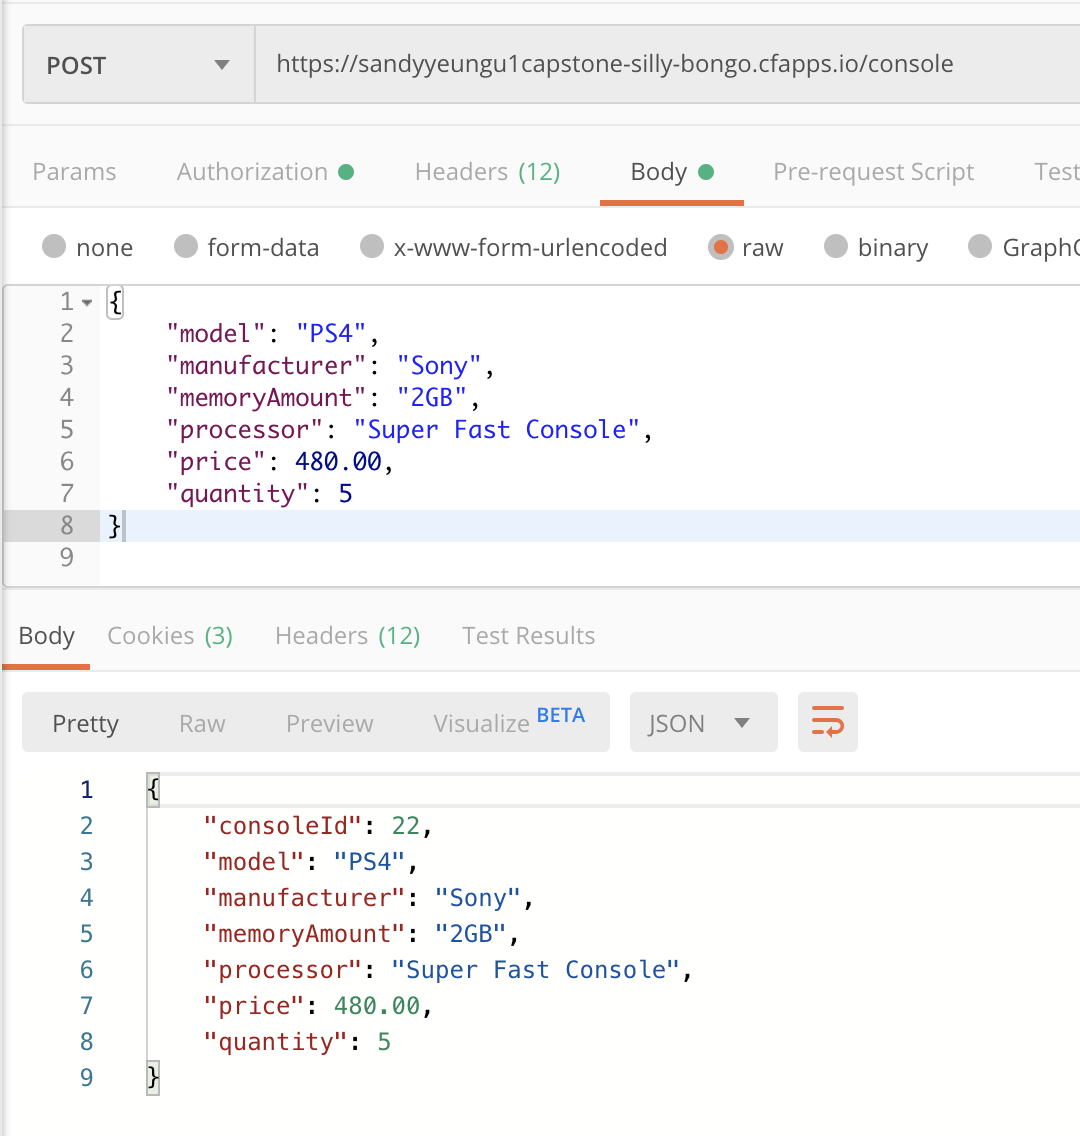 POST https://sandyyeungu1capstone-silly-bongo.cfapps.io/console
Params Authorization Headers (12) Body Pre-request Script Test
none form-data x-www-form-urlencoded raw binary Graph
1 {
2 "model": "PS4",
3 "manufacturer": "Sony",
4 "memoryAmount": "2GB",
5 "processor": "Super Fast Console",
6 "price": 480.00,
7 "quantity": 5
8 }
9
Body Cookies (3) Headers (12) Test Results
Pretty Raw Preview Visualize BETA JSON
1 {
2 "consoleId": 22,
3 "model": "PS4",
4 "manufacturer": "Sony",
5 "memoryAmount": "2GB",
6 "processor": "Super Fast Console",
7 "price": 480.00,
8 "quantity": 5
9 }